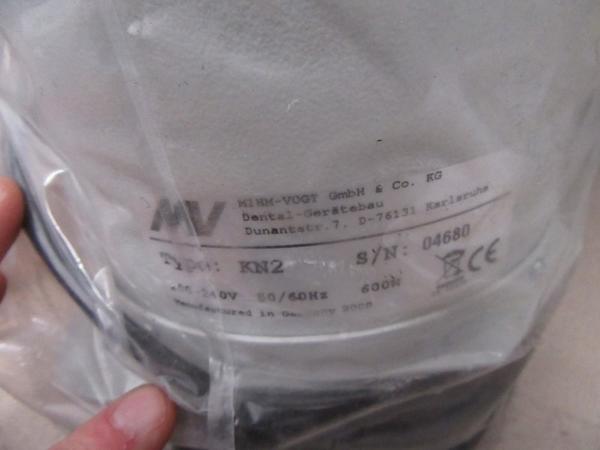 MV
MIHM-VOGT GmbH & Co. KG
Dental-Gerätebau
Dunantstr.7, D-76131 Karlsruhe
Type: KN2 S/N: 04680
50/60Hz 600W
Manufactured in Germany
CE